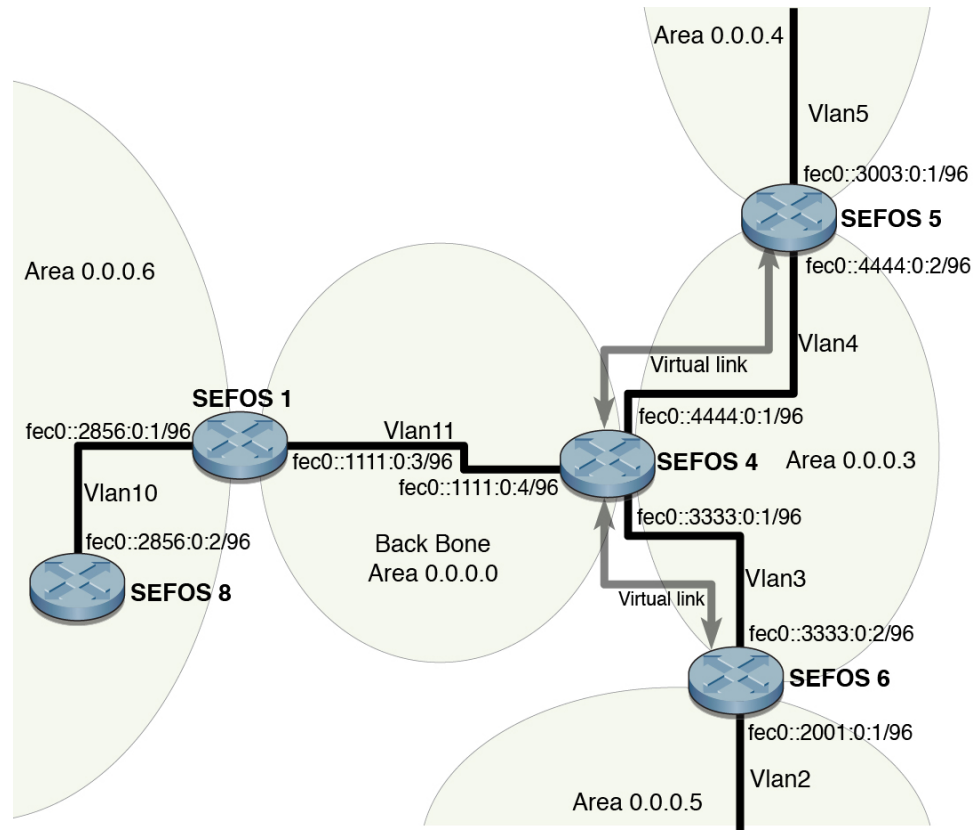 Area 0.0.0.4
Vlan5
fec0::3003:0:1/96
SEFOS 5
fec0::4444:0:2/96
Area 0.0.0.6
Vlan4
Virtual link
SEFOS 1
fec0::2856:0:1/96
Vlan11
fec0::4444:0:1/96
fec0::1111:0:3/96
SEFOS 4
Area 0.0.0.3
fec0::1111:0:4/96
Vlan10
fec0::3333:0:1/96
fec0::2856:0:2/96
Back Bone
Area 0.0.0.0
SEFOS 8
Vlan3
Virtual link
fec0::3333:0:2/96
SEFOS 6
fec0::2001:0:1/96
Vlan2
Area 0.0.0.5